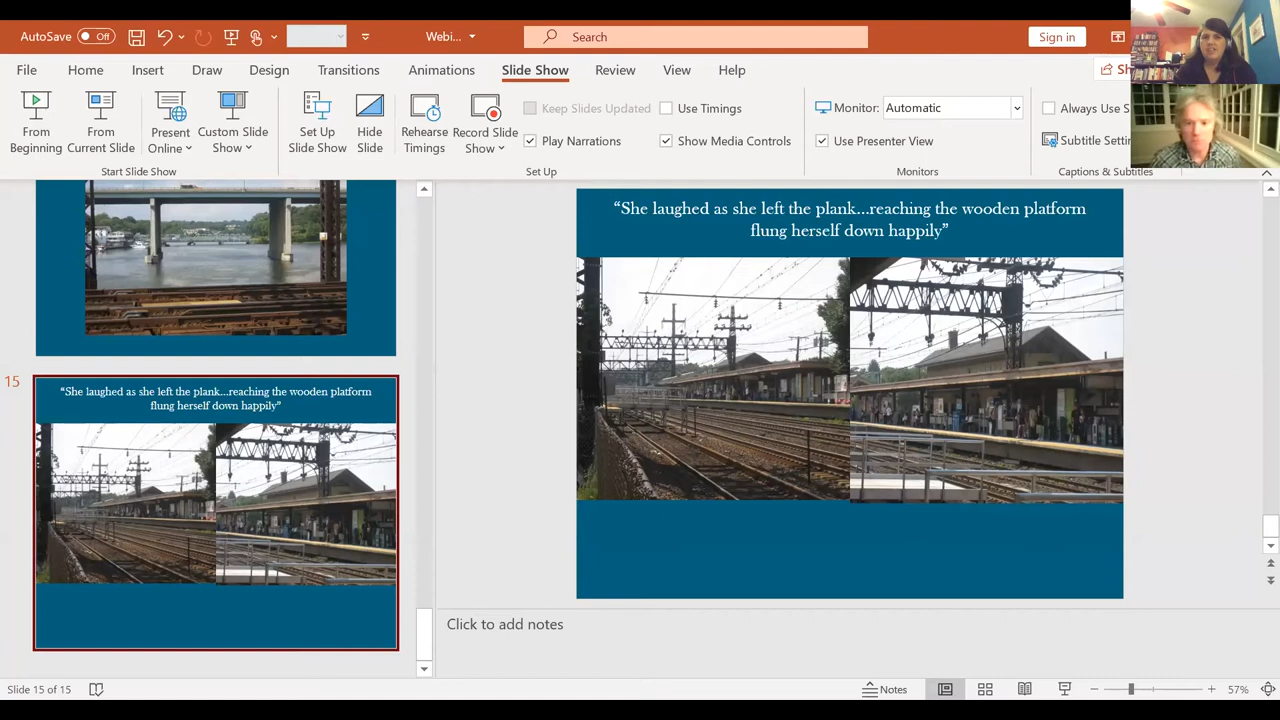 AutoSave Off Webi... Search Sign in
File Home Insert Draw Design Transitions Animations Slide Show Review View Help
From Beginning
From Current Slide
Present Online
Custom Slide Show
Start Slide Show
Set Up Slide Show
Hide Slide
Rehearse Timings
Record Slide Show
Keep Slides Updated
Play Narrations
Use Timings
Show Media Controls
Set Up
Monitor: Automatic
Use Presenter View
Monitors
Always Use S
Subtitle Setti
Captions & Subtitles
15
“She laughed as she left the plank...reaching the wooden platform
flung herself down happily”
“She laughed as she left the plank...reaching the wooden platform
flung herself down happily”
Click to add notes
Slide 15 of 15 Notes 57%